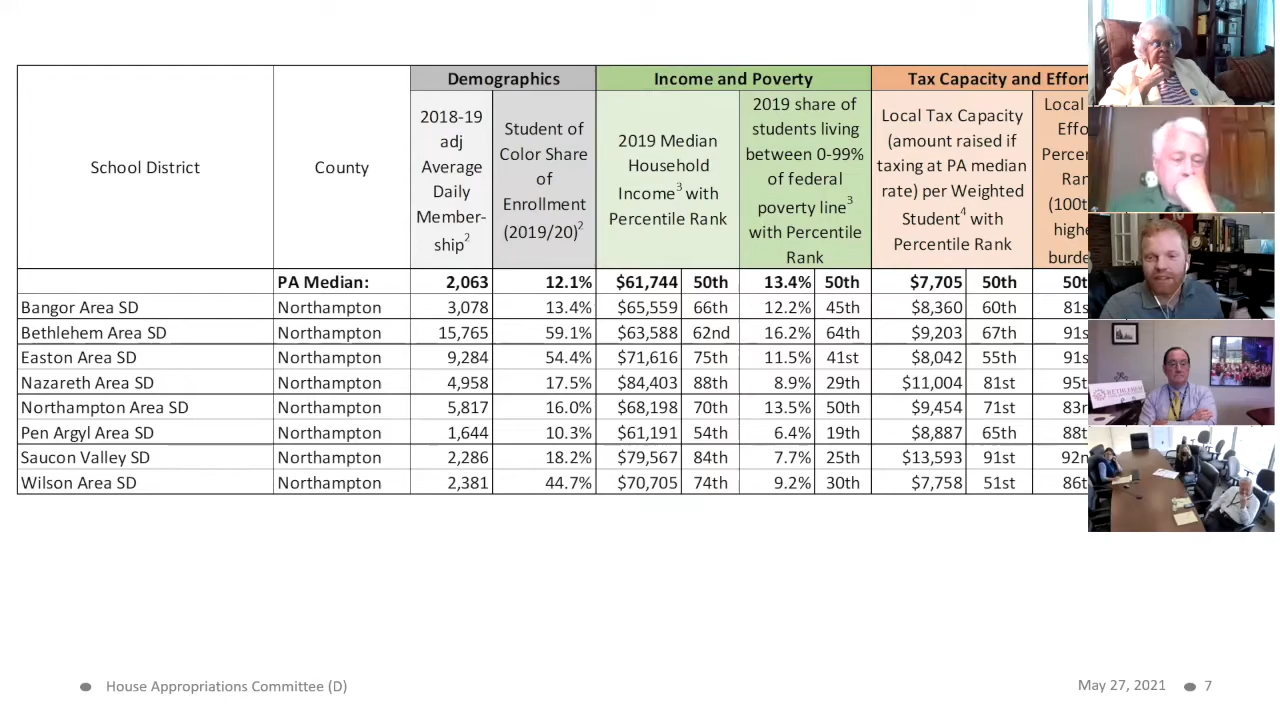 Demographics Income and Poverty Tax Capacity and Effort
School District
County
2018-19
adj
Average
Daily
Member-
ship2
Student of
Color Share
of
Enrollment
(2019/20)2
2019 Median
Household
Income3 with
Percentile Rank
2019 share of
students living
between 0-99%
of federal
poverty line3
with Percentile
Rank
Local Tax Capacity
(amount raised if
taxing at PA median
rate) per Weighted
Student4 with
Percentile Rank
Local
PA Median: 2,063 12.1% $61,744 50th 13.4% 50th $7,705 50th
Bangor Area SD Northampton 3,078 13.4% $65,559 66th 12.2% 45th $8,360 60th
Bethlehem Area SD Northampton 15,765 59.1% $63,588 62nd 16.2% 64th $9,203 67th
Easton Area SD Northampton 9,284 54.4% $71,616 75th 11.5% 41st $8,042 55th
Nazareth Area SD Northampton 4,958 17.5% $84,403 88th 8.9% 29th $11,004 81st
Northampton Area SD Northampton 5,817 16.0% $68,198 70th 13.5% 50th $9,454 71st
Pen Argyl Area SD Northampton 1,644 10.3% $61,191 54th 6.4% 19th $8,887 65th
Saucon Valley SD Northampton 2,286 18.2% $79,567 84th 7.7% 25th $13,593 91st
Wilson Area SD Northampton 2,381 44.7% $70,705 74th 9.2% 30th $7,758 51st
BETHLEHEM
House Appropriations Committee (D)
May 27, 2021 7